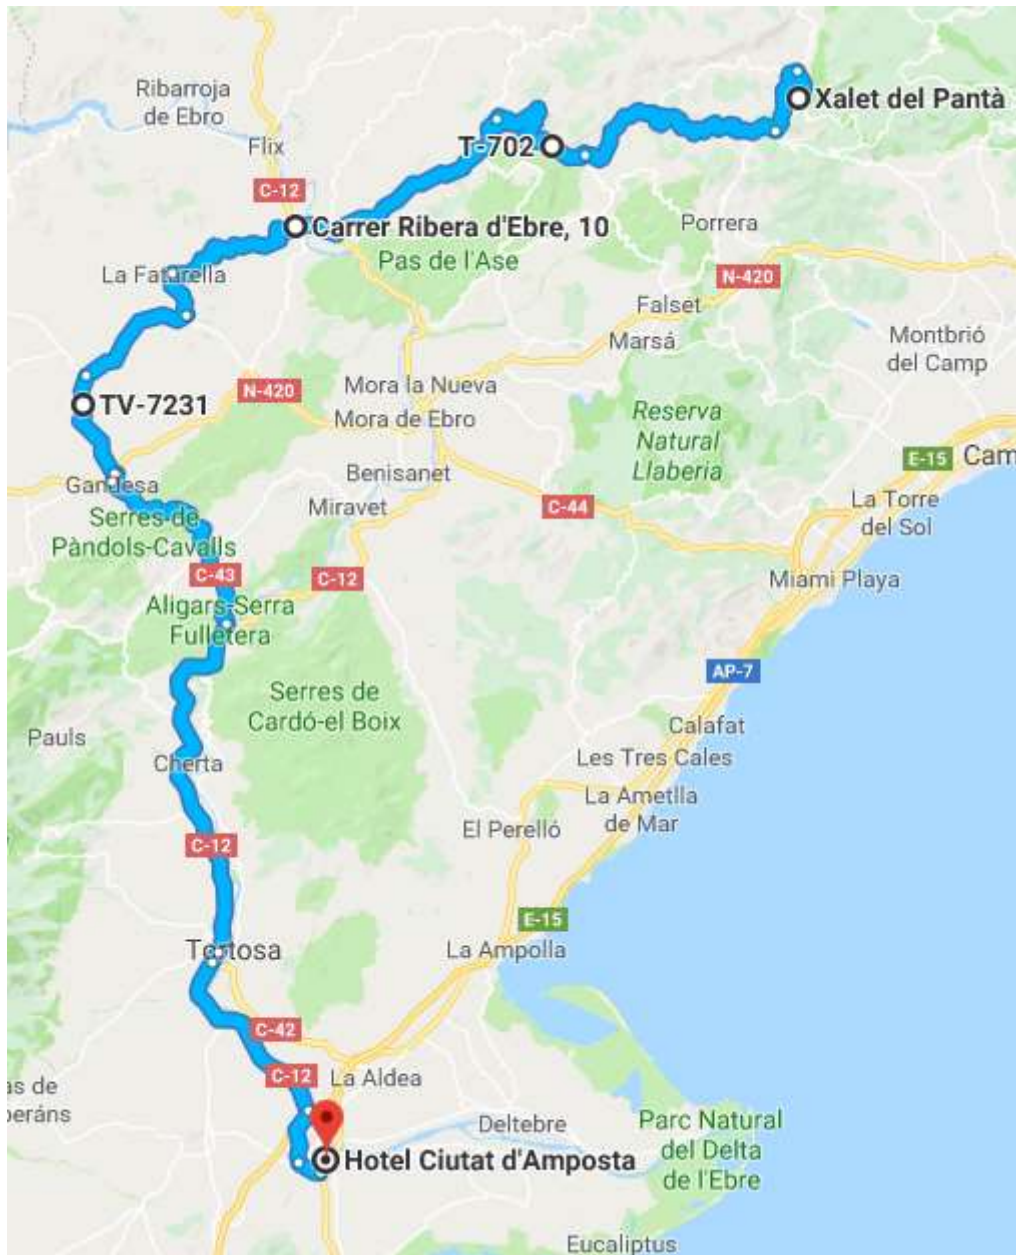 Ribarroja
de Ebro
Xalet del Pantà
T-702
Flix
C-12
Carrer Ribera d'Ebre, 10
Porrera
Pas de l'Ase
La Fatarella
N-420
Falset
Marsá
Montbrió
del Camp
N-420
Mora la Nueva
TV-7231
Mora de Ebro
Reserva
Natural
Llaberia
E-15
Cam
Benisanet
Gandesa
Miravet
C-44
La Torre
del Sol
Serres de
Pàndols-Cavalls
C-43
C-12
Miami Playa
Aligars-Serra
Fulletera
AP-7
Serres de
Cardó-el Boix
Calafat
Pauls
Les Tres Cales
Cherta
La Ametlla
de Mar
El Perelló
C-12
E-15
Tortosa
La Ampolla
C-42
C-12
La Aldea
as de
peráns
Deltebre
Parc Natural
del Delta
de l'Ebre
Hotel Ciutat d'Amposta
Eucaliptus